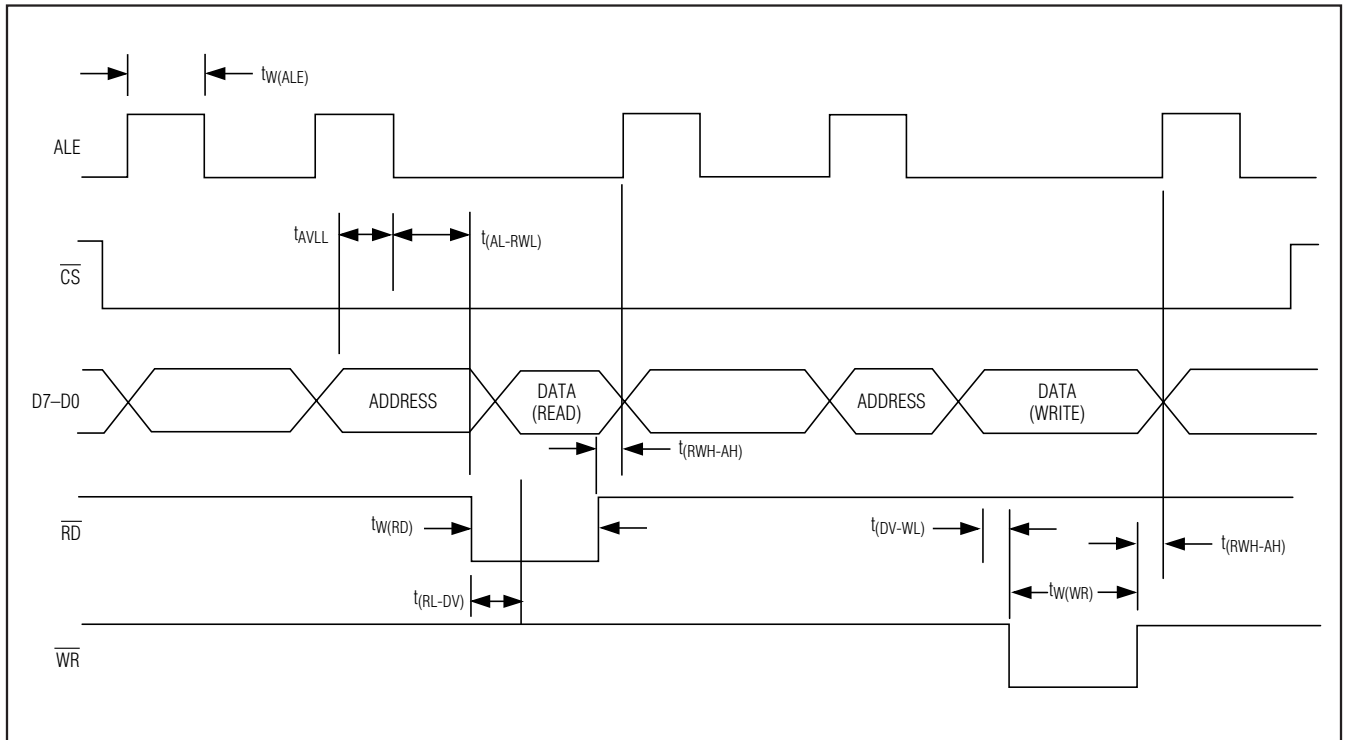 tW(ALE)
ALE
tAVLL
t(AL-RWL)
CS
D7–D0
ADDRESS
DATA
(READ)
ADDRESS
DATA
(WRITE)
t(RWH-AH)
RD
tW(RD)
t(DV-WL)
t(RWH-AH)
t(RL-DV)
tW(WR)
WR